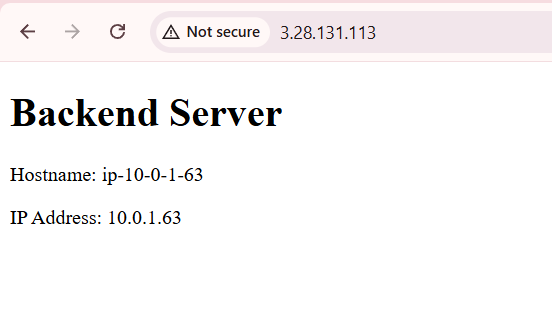 Not secure 3.28.131.113
Backend Server
Hostname: ip-10-0-1-63
IP Address: 10.0.1.63